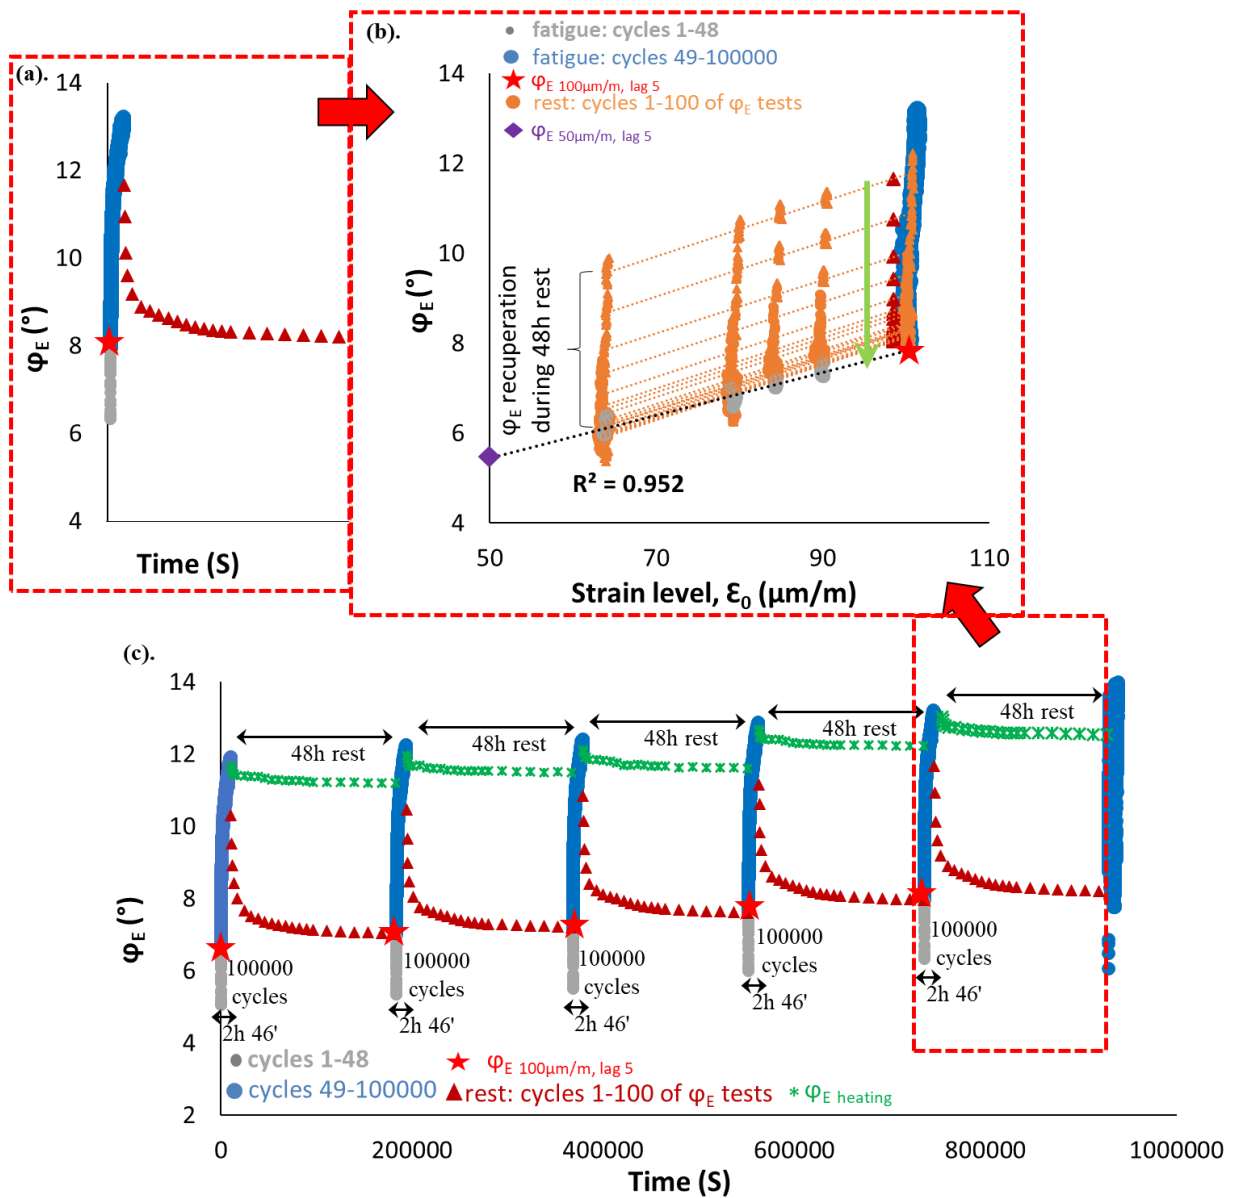 (a).
14
12
10
8
6
4
φE (°)
Time (S)
(b).
fatigue: cycles 1-48
fatigue: cycles 49-100000
φE 100µm/m, lag 5
rest: cycles 1-100 of φE tests
φE 50µm/m, lag 5
14
12
10
8
6
4
φE (°)
φE recuperation
during 48h rest
R² = 0.952
50
70
90
110
Strain level, Ɛ0 (µm/m)
(c).
14
12
10
8
6
4
2
φE (°)
48h rest
48h rest
48h rest
48h rest
48h rest
100000
cycles
2h 46'
100000
cycles
2h 46'
100000
cycles
2h 46'
100000
cycles
2h 46'
100000
cycles
2h 46'
cycles 1-48
φE 100µm/m, lag 5
cycles 49-100000
rest: cycles 1-100 of φE tests
φE heating
0
200000
400000
600000
800000
1000000
Time (S)